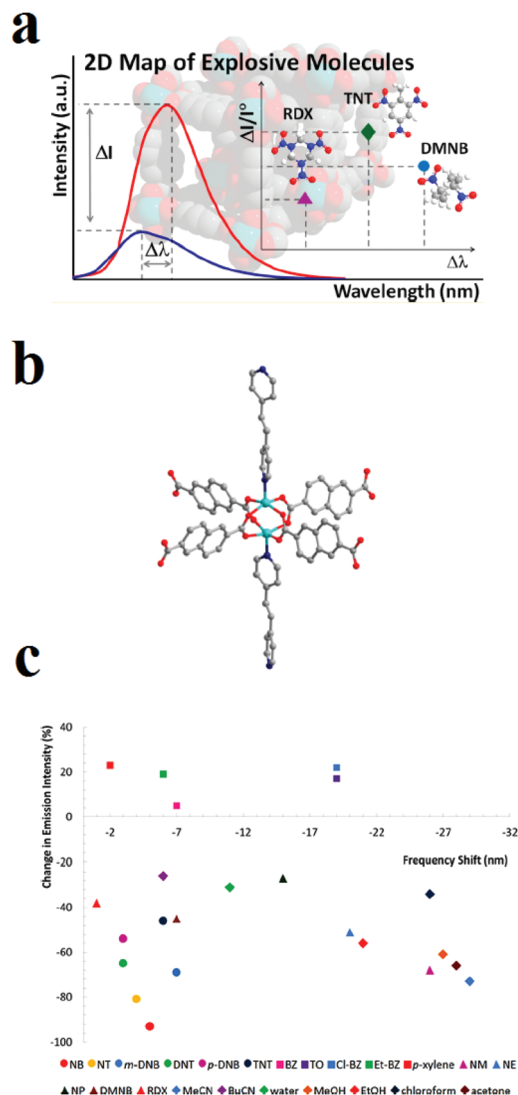 a
2D Map of Explosive Molecules
Intensity (a.u.)
ΔI
Δλ
ΔI/I°
RDX
TNT
DMNB
Δλ
Wavelength (nm)
b
c
Change in Emission Intensity (%)
40
20
0
-20
-40
-60
-80
-100
-2 -7 -12 -17 -22 -27 -32
Frequency Shift (nm)
NB NT m-DNB DNT p-DNB TNT BZ TO Cl-BZ Et-BZ p-xylene NM NE
NP DMNB RDX MeCN BuCN water MeOH EtOH chloroform acetone